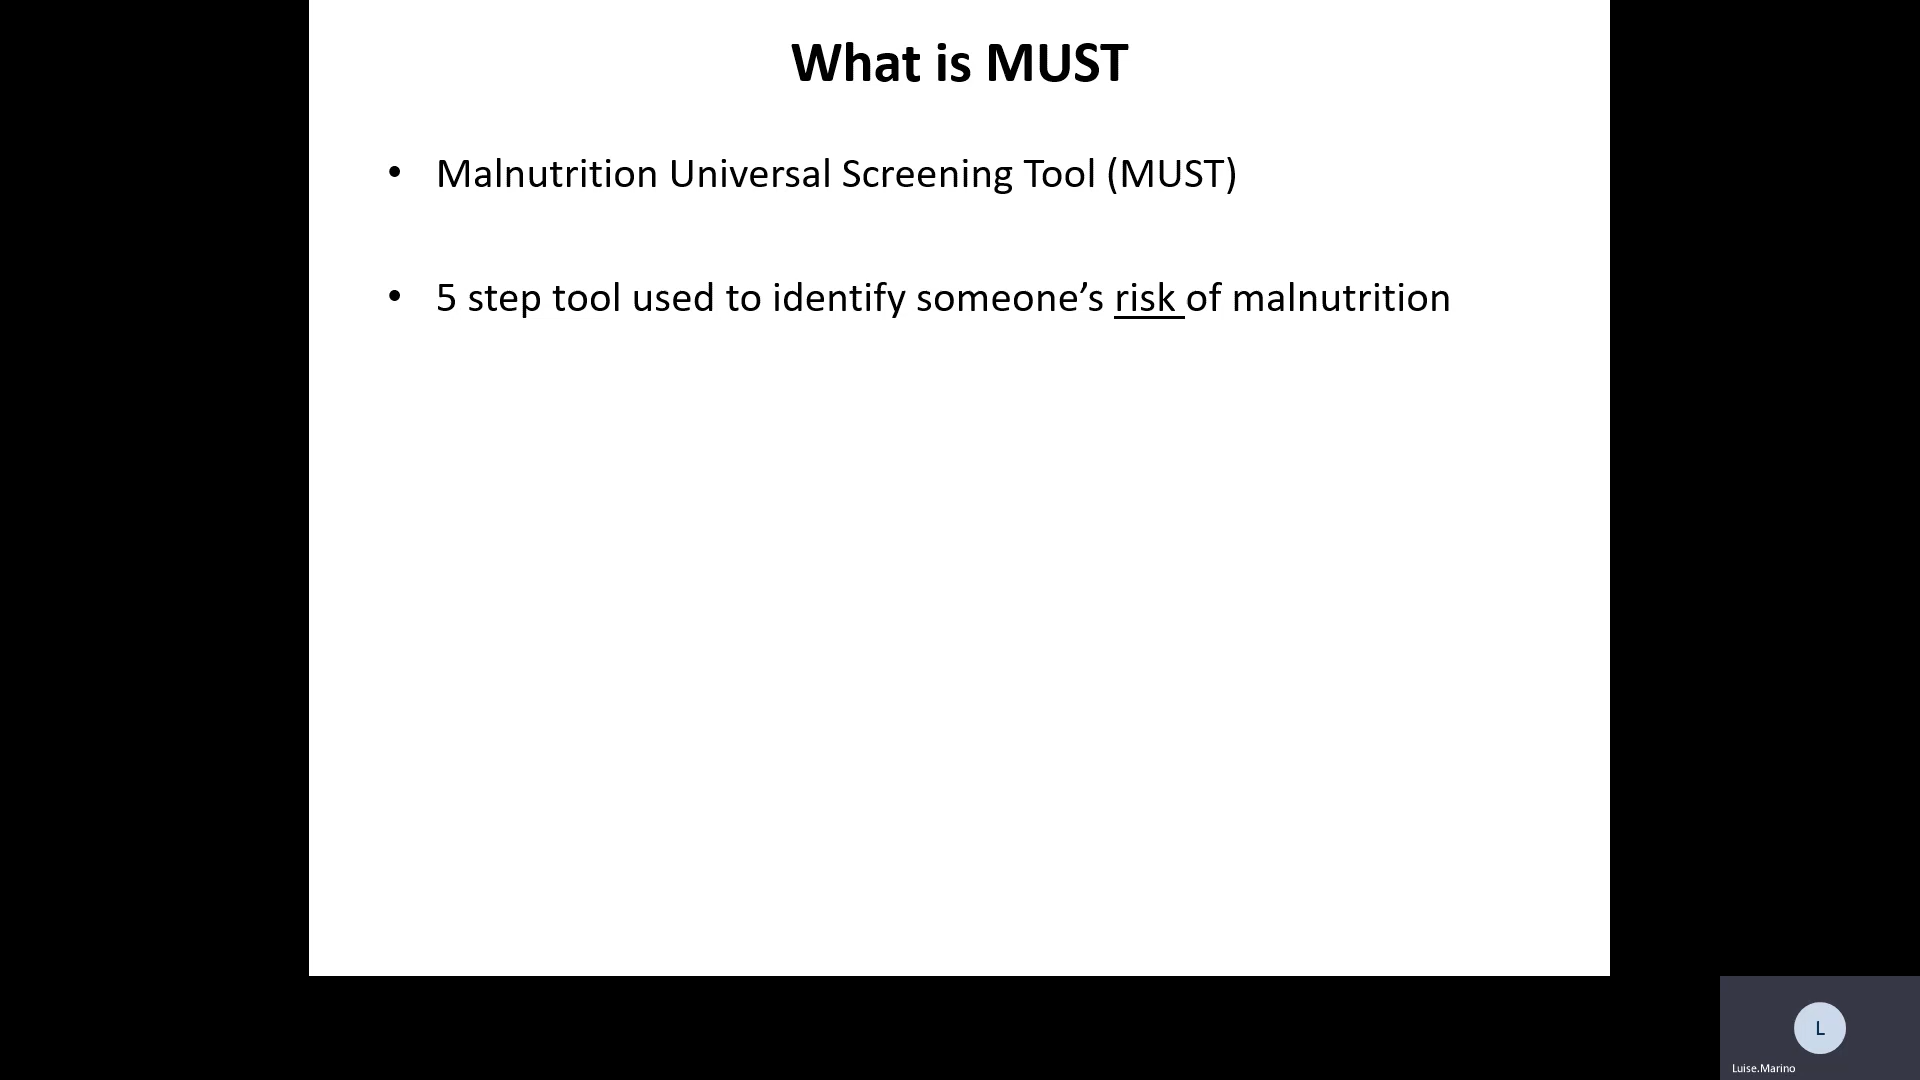 What is MUST
• Malnutrition Universal Screening Tool (MUST)
• 5 step tool used to identify someone’s risk of malnutrition
L
Luise.Marino